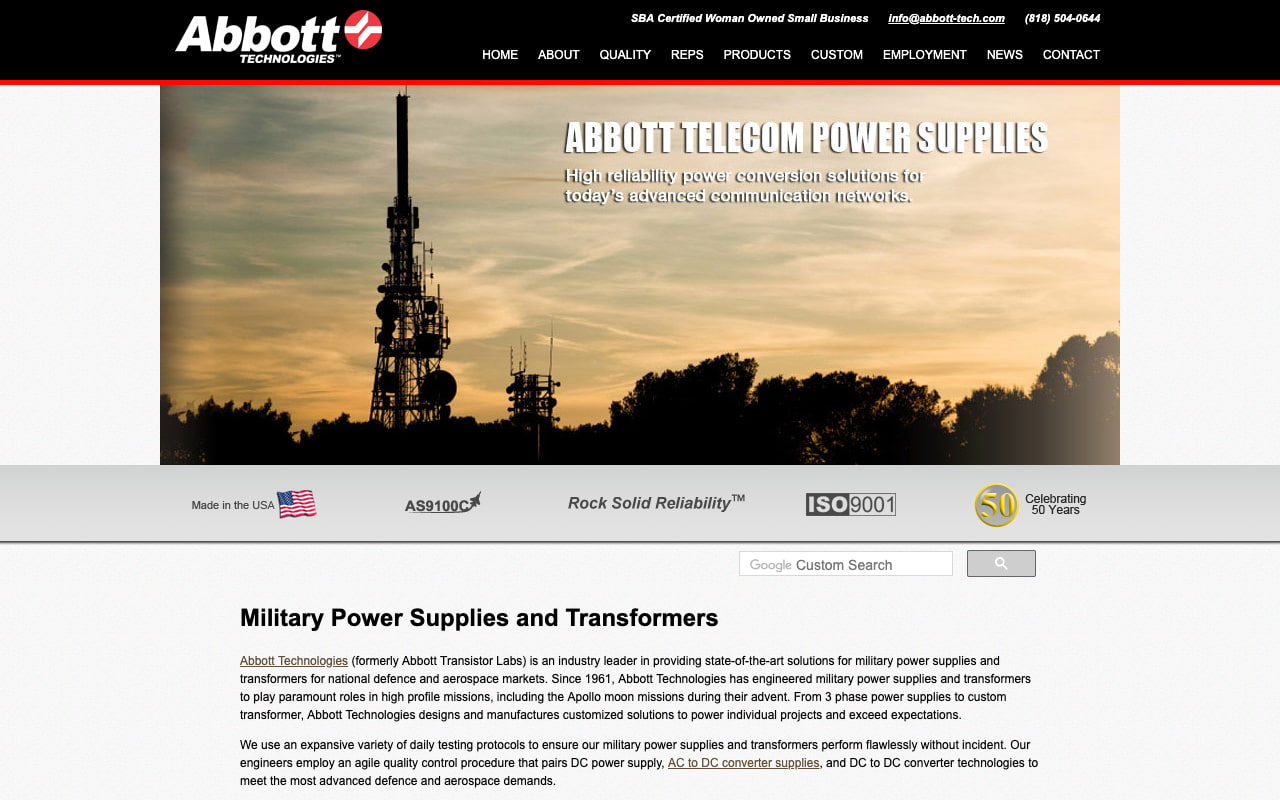 Abbott
TECHNOLOGIES™
SBA Certified Woman Owned Small Business info@abbott-tech.com (818) 504-0644
HOME ABOUT QUALITY REPS PRODUCTS CUSTOM EMPLOYMENT NEWS CONTACT
ABBOTT TELECOM POWER SUPPLIES
High reliability power conversion solutions for
today's advanced communication networks.
Made in the USA
AS9100C
Rock Solid Reliability™
ISO9001
50
Celebrating
50 Years
Google Custom Search
Military Power Supplies and Transformers
Abbott Technologies (formerly Abbott Transistor Labs) is an industry leader in providing state-of-the-art solutions for military power supplies and
transformers for national defence and aerospace markets. Since 1961, Abbott Technologies has engineered military power supplies and transformers
to play paramount roles in high profile missions, including the Apollo moon missions during their advent. From 3 phase power supplies to custom
transformer, Abbott Technologies designs and manufactures customized solutions to power individual projects and exceed expectations.
We use an expansive variety of daily testing protocols to ensure our military power supplies and transformers perform flawlessly without incident. Our
engineers employ an agile quality control procedure that pairs DC power supply, AC to DC converter supplies, and DC to DC converter technologies to
meet the most advanced defence and aerospace demands.